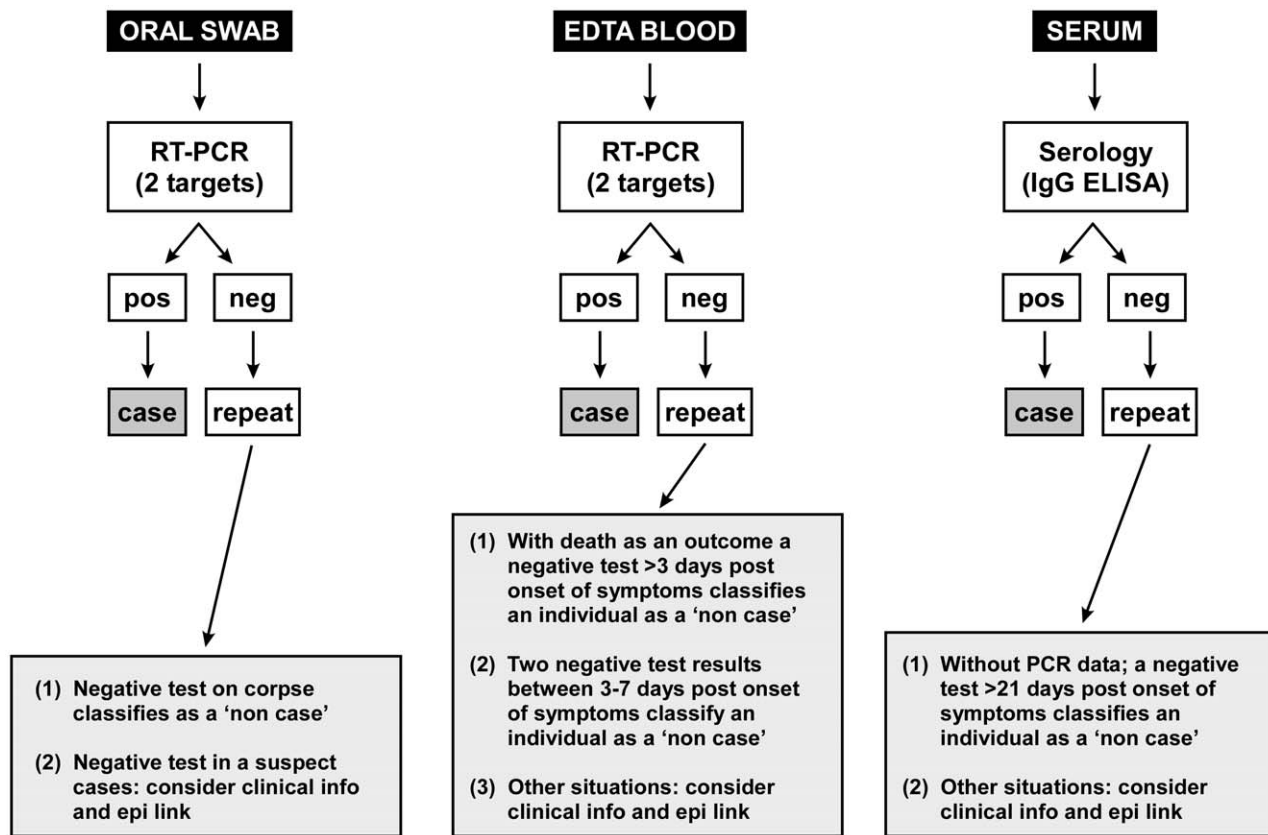 ORAL SWAB
RT-PCR
(2 targets)
pos
neg
case
repeat
(1) Negative test on corpse
classifies as a ‘non case’
(2) Negative test in a suspect
cases: consider clinical info
and epi link
EDTA BLOOD
RT-PCR
(2 targets)
pos
neg
case
repeat
(1) With death as an outcome a
negative test >3 days post
onset of symptoms classifies
an individual as a ‘non case’
(2) Two negative test results
between 3-7 days post onset
of symptoms classify an
individual as a ‘non case’
(3) Other situations: consider
clinical info and epi link
SERUM
Serology
(IgG ELISA)
pos
neg
case
repeat
(1) Without PCR data; a negative
test >21 days post onset of
symptoms classifies an
individual as a ‘non case’
(2) Other situations: consider
clinical info and epi link